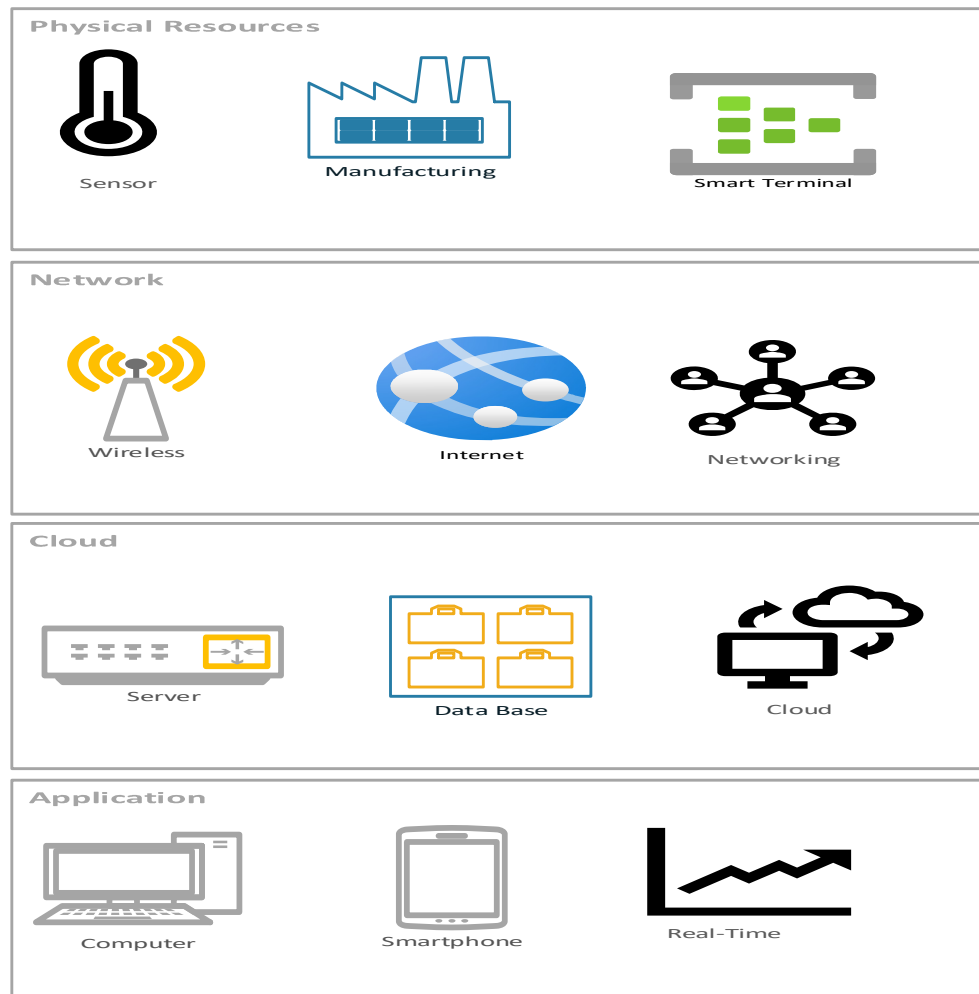 Physical Resources
Sensor
Manufacturing
Smart Terminal
Network
Wireless
Internet
Networking
Cloud
Server
Data Base
Cloud
Application
Computer
Smartphone
Real-Time